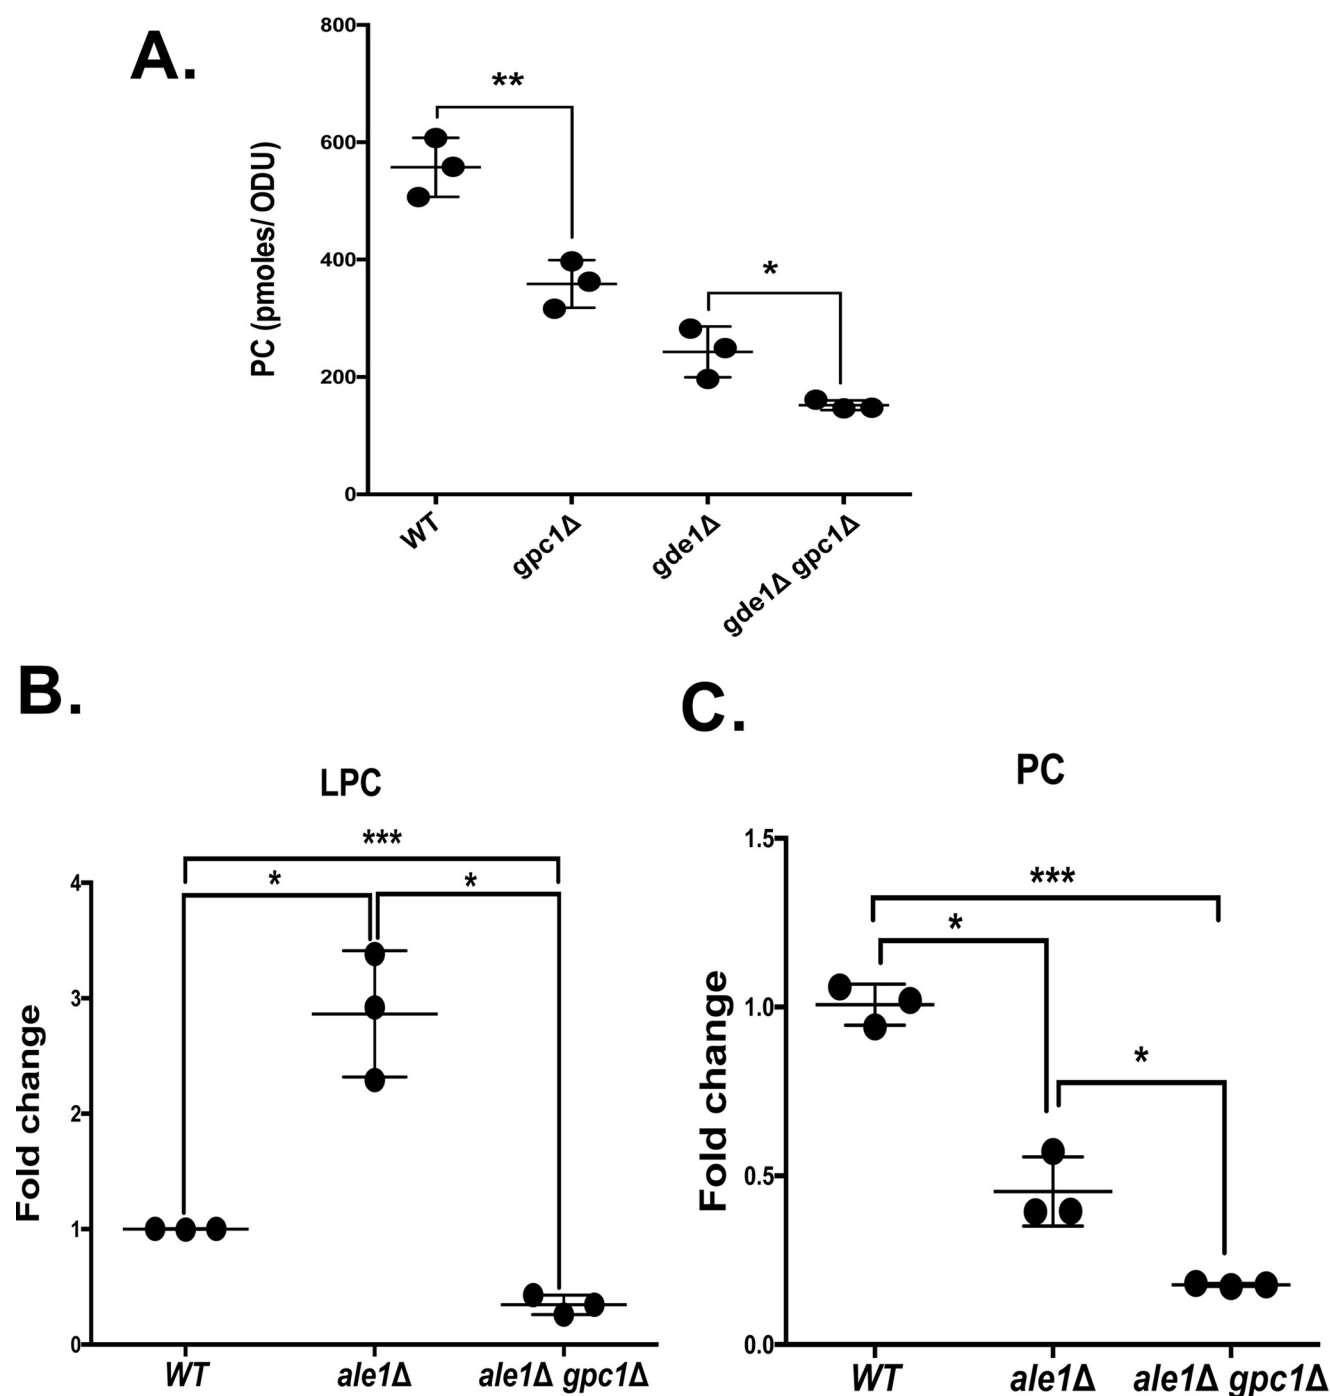 A.
800
600
400
200
0
PC (pmoles/ ODU)
**
*
WT
gpc1Δ
gde1Δ
gde1Δ gpc1Δ
B.
LPC
***
*
*
4
3
2
1
0
Fold change
WT
ale1Δ
ale1Δ gpc1Δ
C.
PC
***
*
*
1.5
1.0
0.5
0.0
Fold change
WT
ale1Δ
ale1Δ gpc1Δ